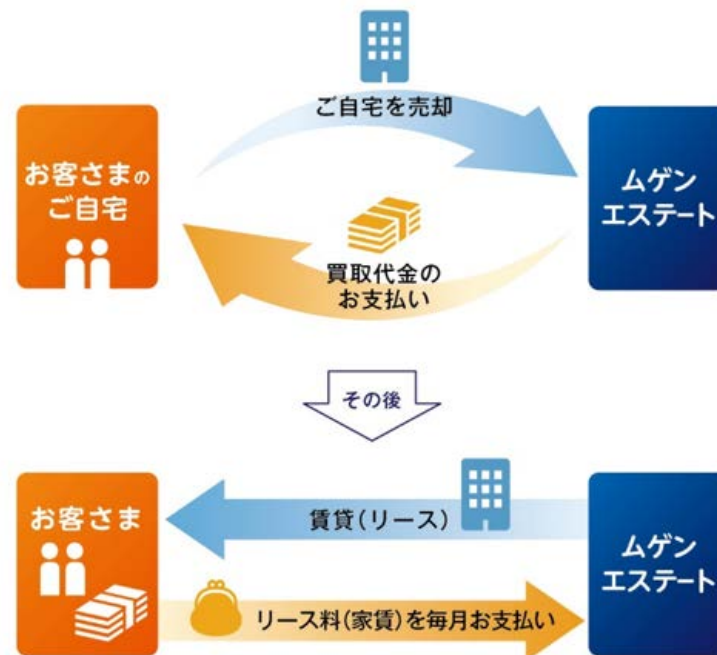 ご自宅を売却
お客さまの
ご自宅
ムゲン
エステート
買取代金の
お支払い
その後
お客さま
賃貸(リース)
ムゲン
エステート
リース料(家賃)を毎月お支払い